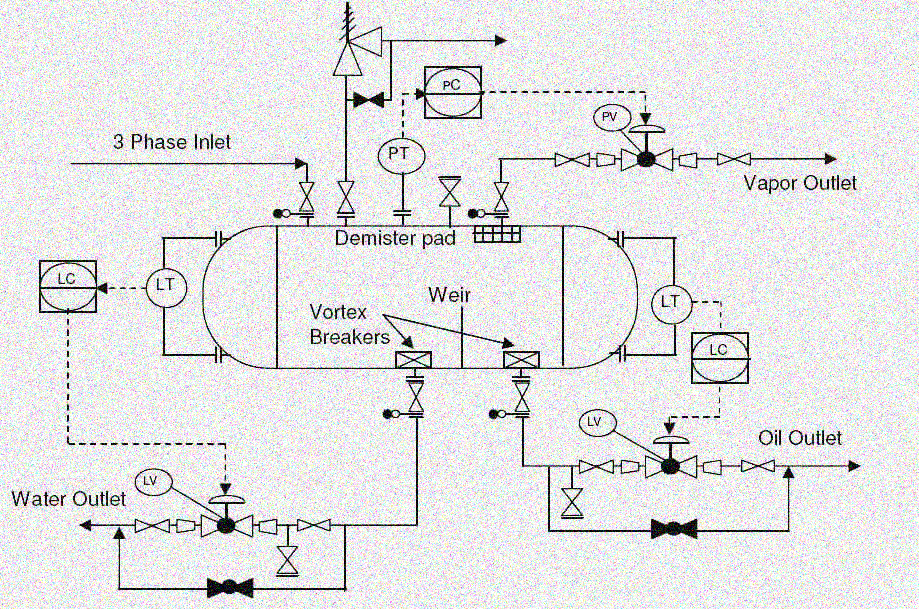 PC
PV
3 Phase Inlet
PT
Vapor Outlet
Demister pad
LC
LT
Weir
LT
Vortex
Breakers
LC
LV
Oil Outlet
LV
Water Outlet